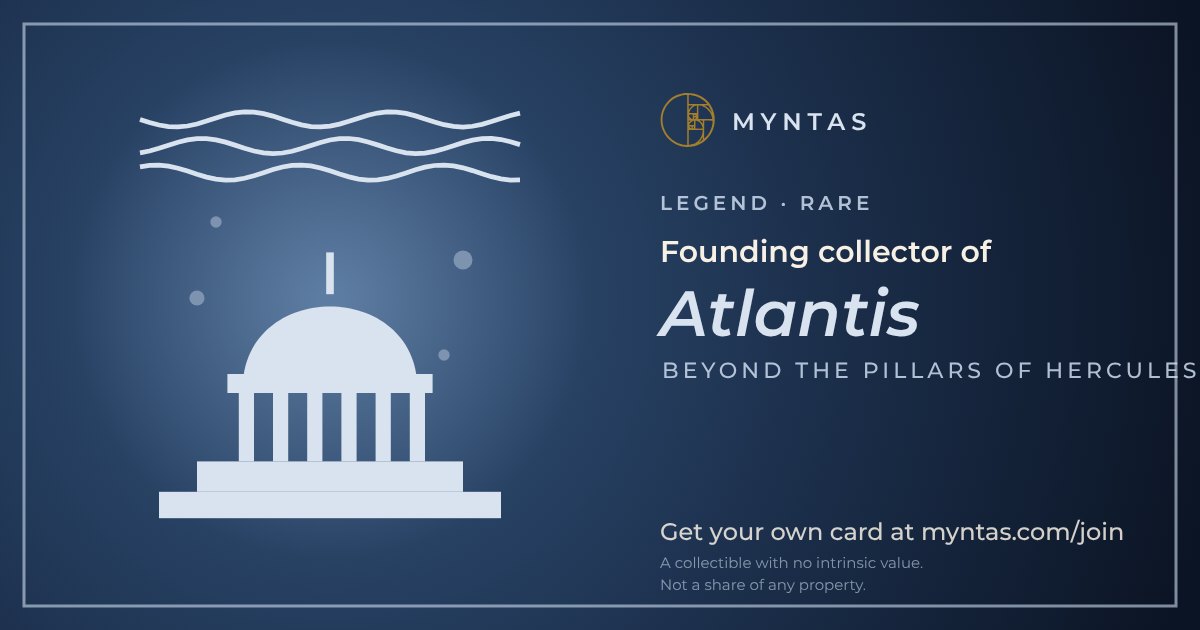 MYNTAS
LEGEND · RARE
Founding collector of
Atlantis
BEYOND THE PILLARS OF HERCULES
Get your own card at myntas.com/join
A collectible with no intrinsic value.
Not a share of any property.